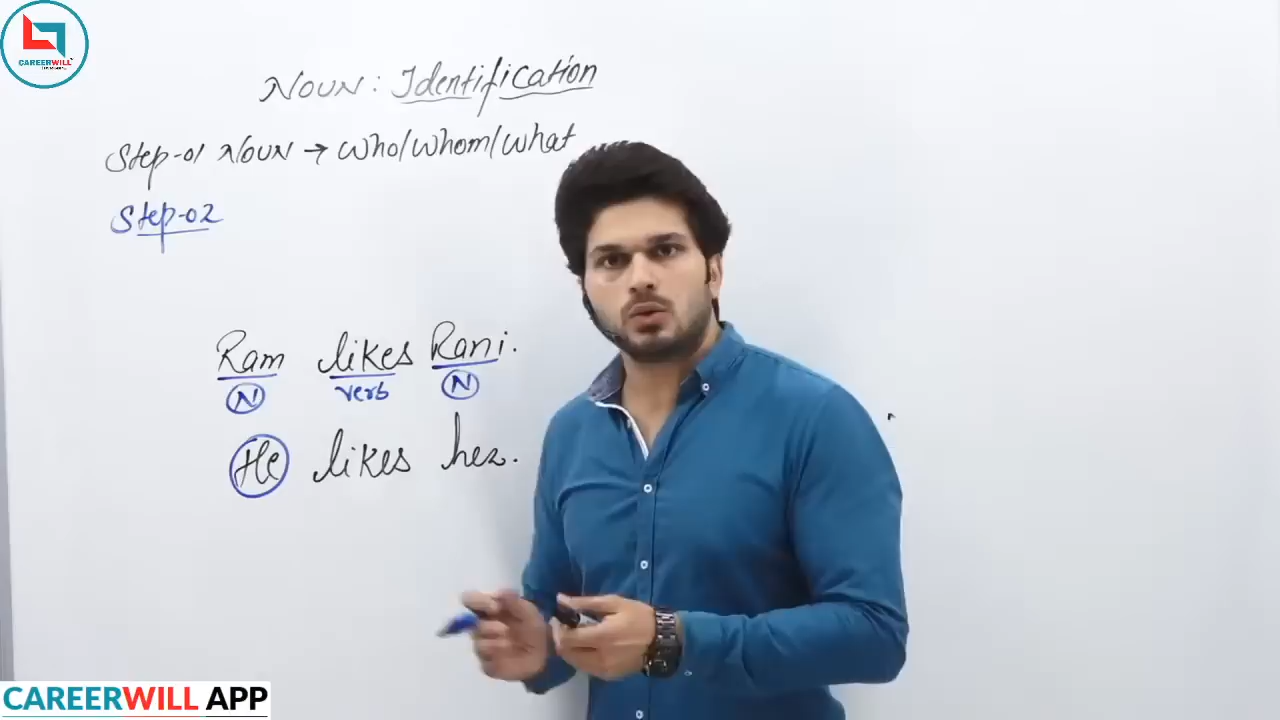 CAREERWILL
NOUN: Identification
Step-01 NOUN → Who/Whom/What
Step-02
Ram likes Rani.
N verb N
He likes her.
CAREERWILL APP